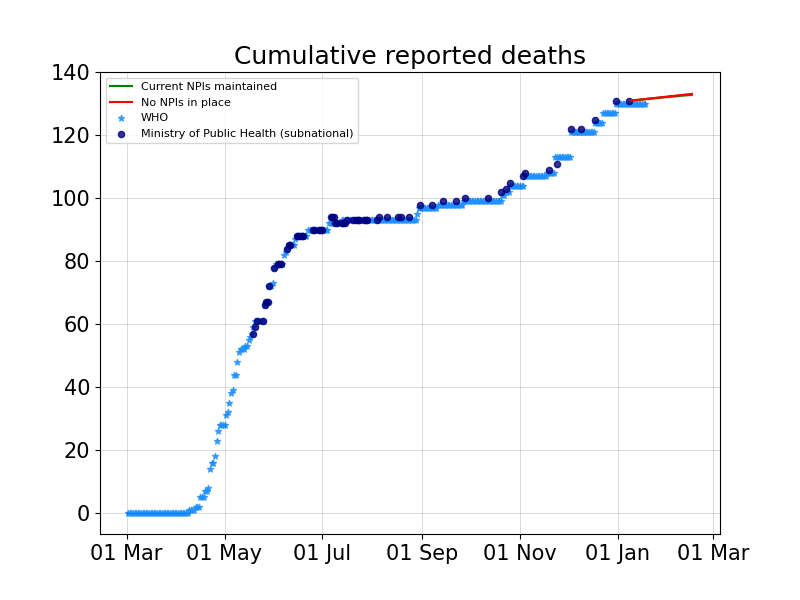 Cumulative reported deaths
Current NPIs maintained
No NPIs in place
WHO
Ministry of Public Health (subnational)
140
120
100
80
60
40
20
0
01 Mar
01 May
01 Jul
01 Sep
01 Nov
01 Jan
01 Mar